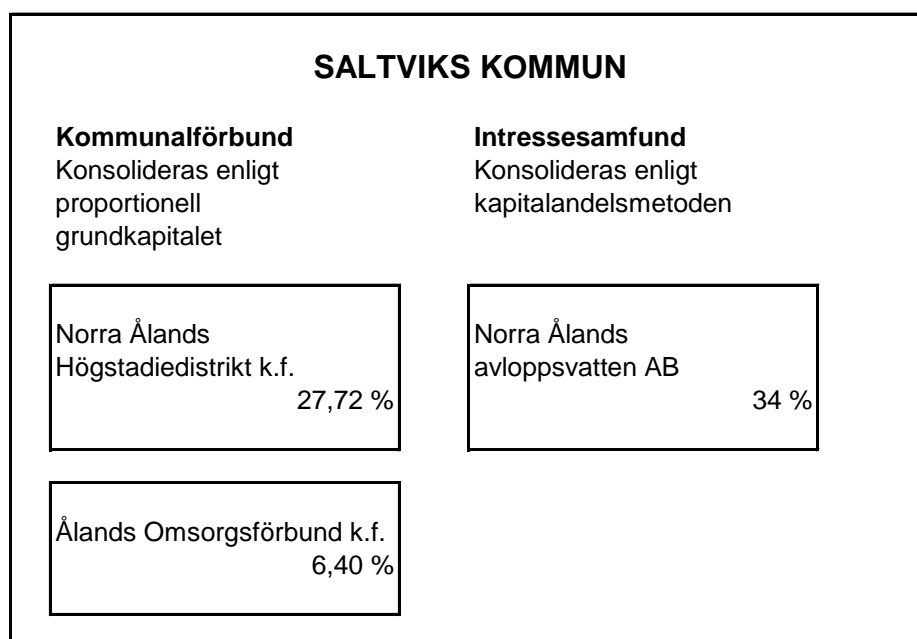 SALTVIKS KOMMUN
Kommunalförbund
Konsolideras enligt
proportionell
grundkapitalet
Intressesamfund
Konsolideras enligt
kapitalandelsmetoden
Norra Ålands
Högstadiedistrikt k.f.
27,72 %
Norra Ålands
avloppsvatten AB
34 %
Ålands Omsorgsförbund k.f.
6,40 %